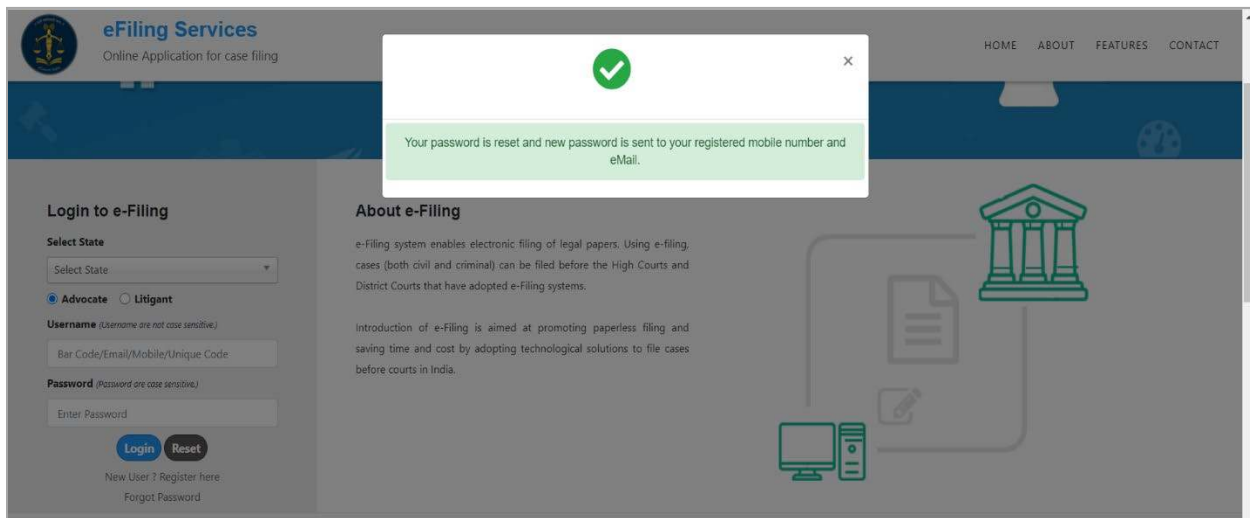 eFiling Services
Online Application for case filing
HOME ABOUT FEATURES CONTACT
×
Your password is reset and new password is sent to your registered mobile number and
eMail.
Login to e-Filing
Select State
Select State
Advocate Litigant
Username (Username are not case sensitive.)
Bar Code/Email/Mobile/Unique Code
Password (Password are case sensitive.)
Enter Password
Login Reset
New User ? Register here
Forgot Password
About e-Filing
e-Filing system enables electronic filing of legal papers. Using e-filing,
cases (both civil and criminal) can be filed before the High Courts and
District Courts that have adopted e-Filing systems.
Introduction of e-Filing is aimed at promoting paperless filing and
saving time and cost by adopting technological solutions to file cases
before courts in India.